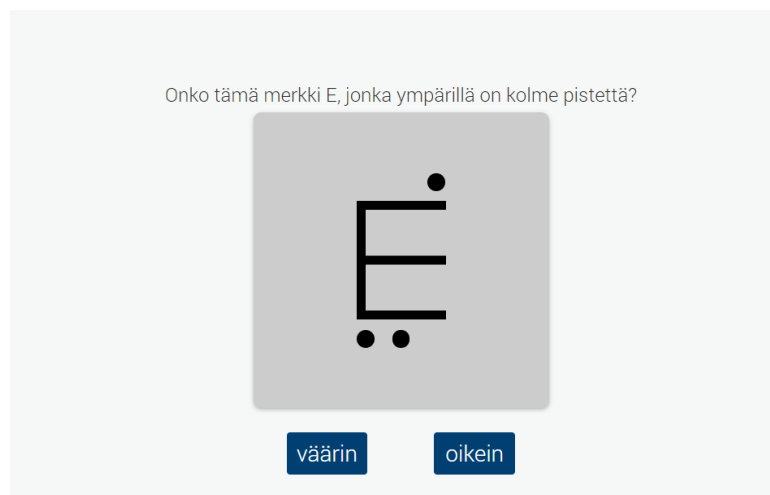 Onko tämä merkki E, jonka ympärillä on kolme pistettä?
E
väärin oikein